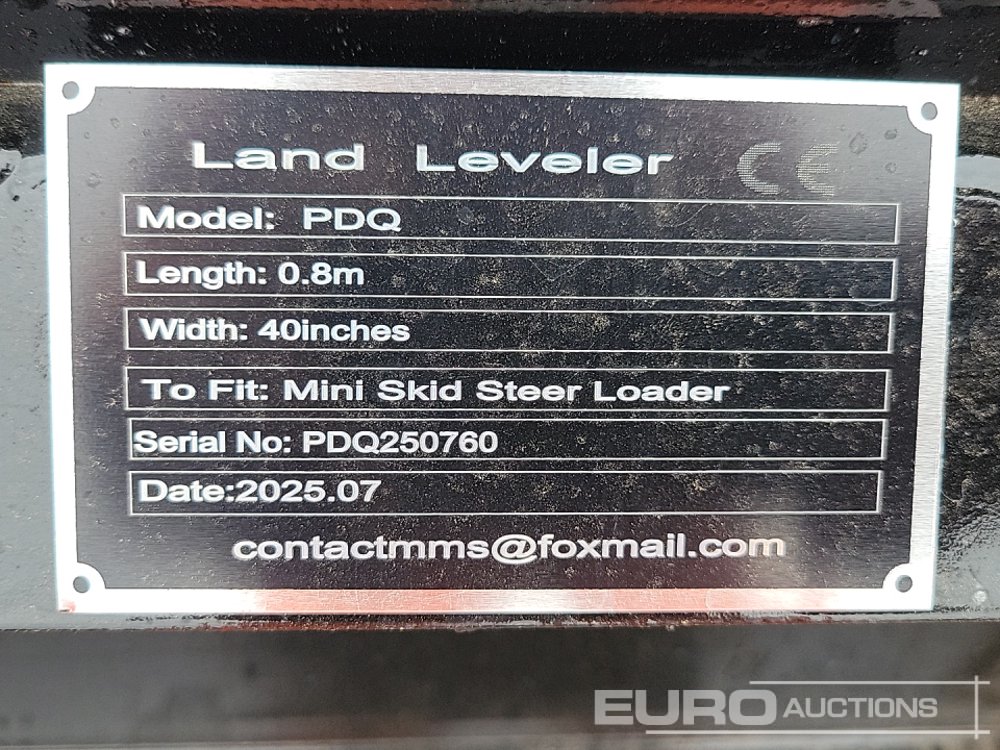 Land Leveler CE
Model: PDQ
Length: 0.8m
Width: 40inches
To Fit: Mini Skid Steer Loader
Serial No: PDQ250760
Date:2025.07
contactmms@foxmail.com
EURO AUCTIONS